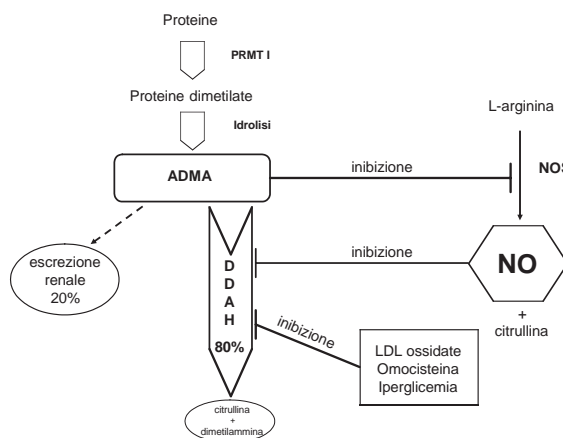 Proteine
PRMT I
Proteine dimetilate
Idrolisi
L-arginina
ADMA
inibizione
NOS
escrezione
renale
20%
D
D
A
H
80%
inibizione
NO
+
citrullina
inibizione
LDL ossidate
Omocisteina
Iperglicemia
citrullina
+
dimetilammina